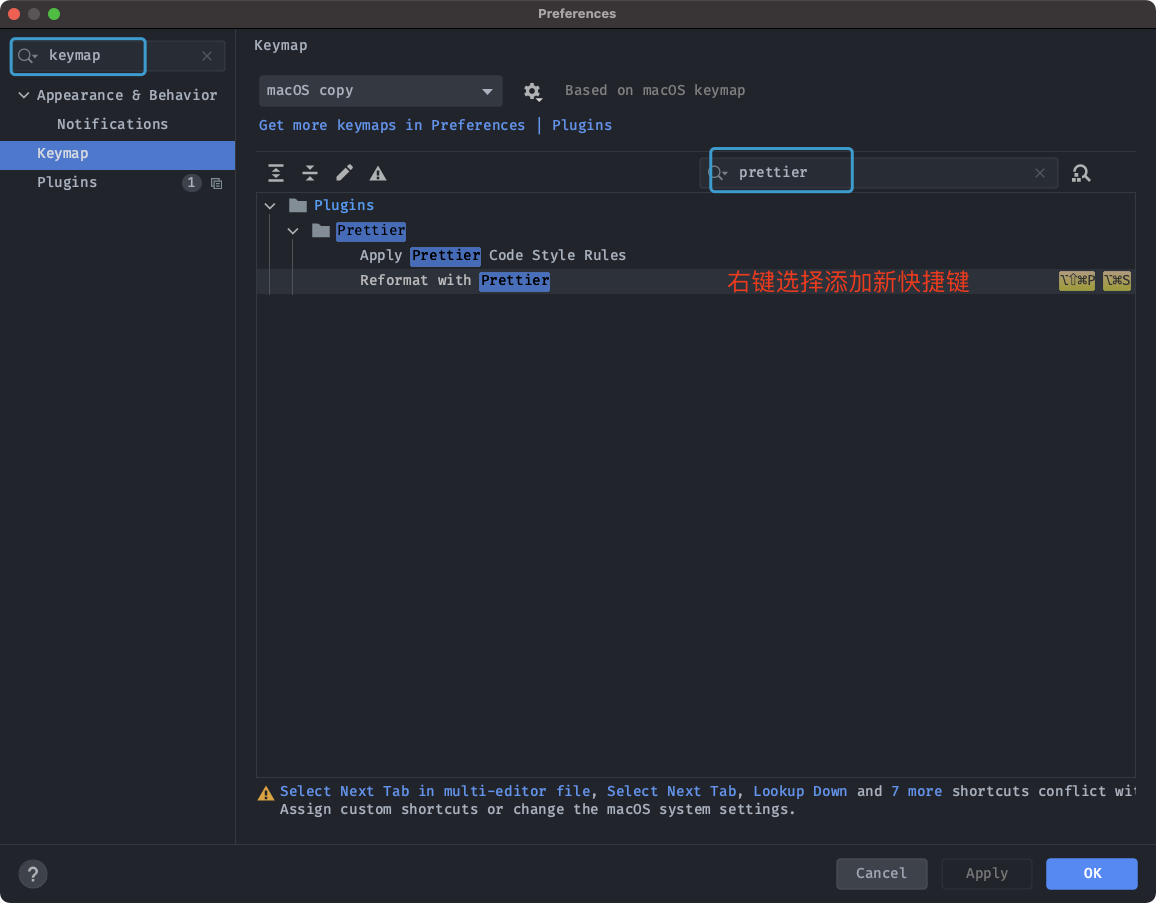 Preferences
keymap
Appearance & Behavior
Notifications
Keymap
Plugins 1
Keymap
macOS copy
Based on macOS keymap
Get more keymaps in Preferences | Plugins
prettier
Plugins
Prettier
Apply Prettier Code Style Rules
Reformat with Prettier 右键选择添加新快捷键 ⌥⇧⌘P ⌥⌘S
Select Next Tab in multi-editor file, Select Next Tab, Lookup Down and 7 more shortcuts conflict wi
Assign custom shortcuts or change the macOS system settings.
? Cancel Apply OK